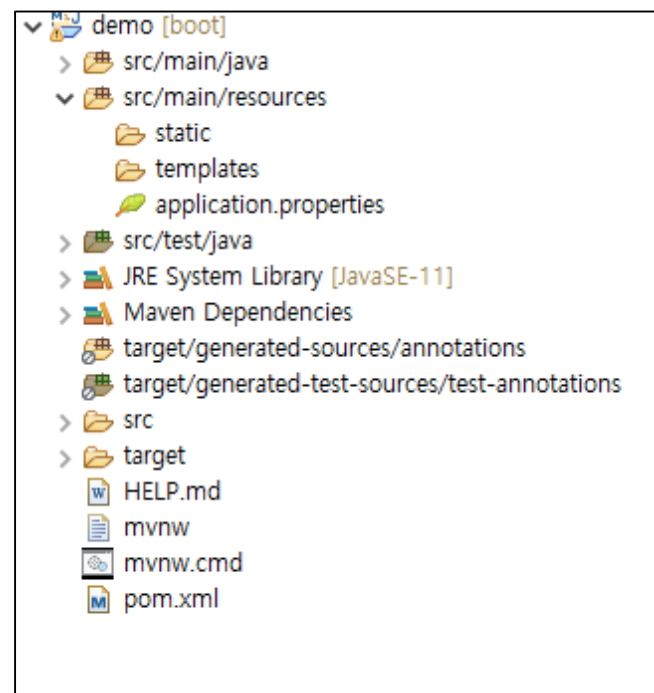 demo [boot]
src/main/java
src/main/resources
static
templates
application.properties
src/test/java
JRE System Library [JavaSE-11]
Maven Dependencies
target/generated-sources/annotations
target/generated-test-sources/test-annotations
src
target
HELP.md
mvnw
mvnw.cmd
pom.xml